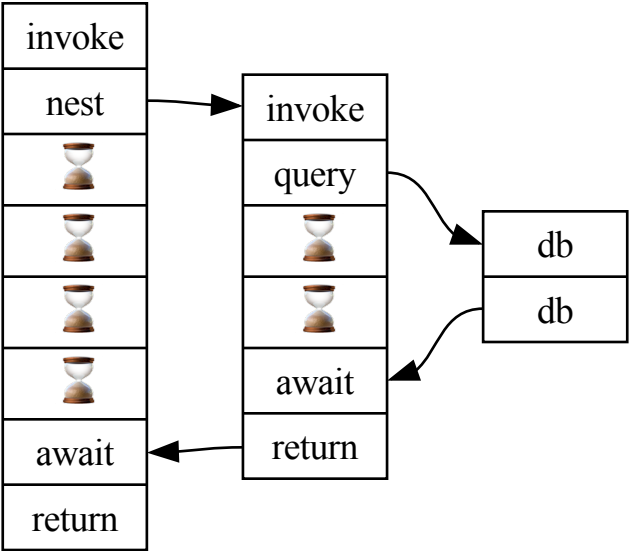 invoke
nest
⏳
⏳
⏳
⏳
await
return
invoke
query
⏳
⏳
await
return
db
db